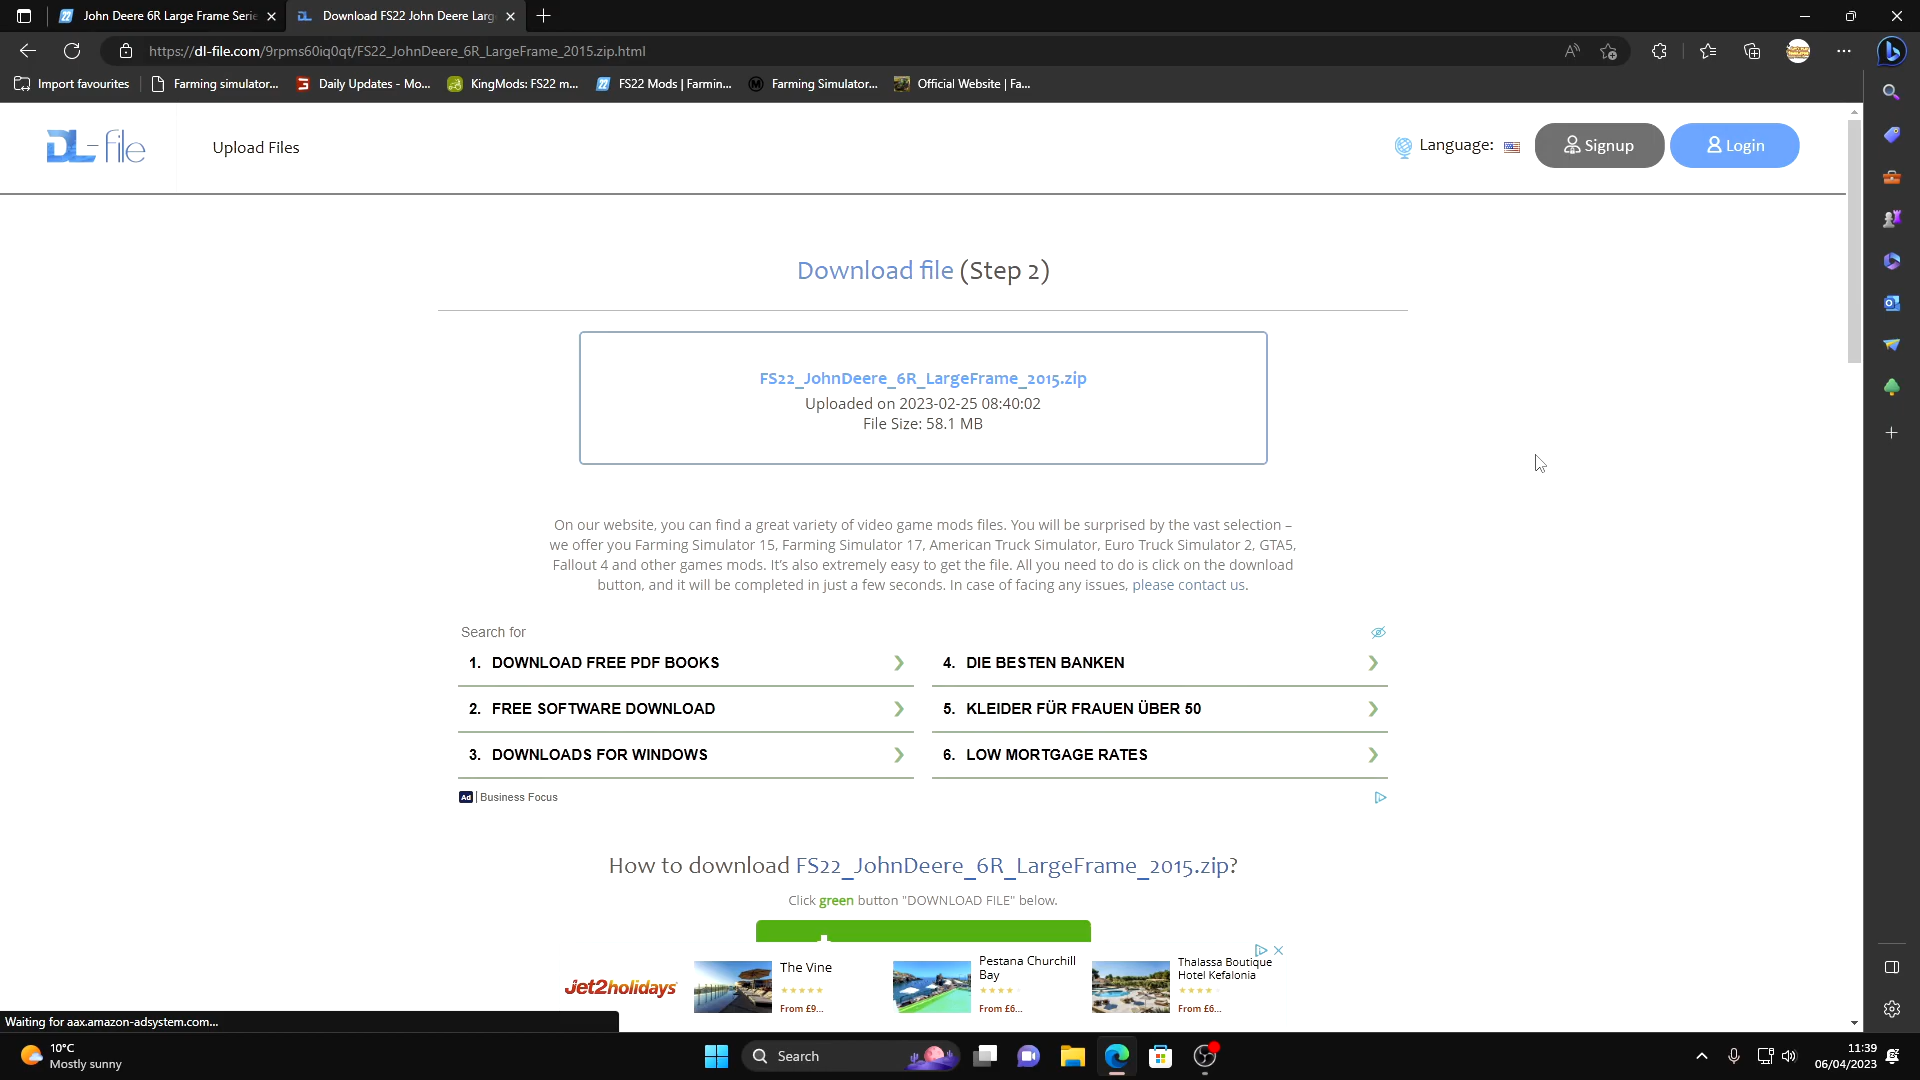 John Deere 6R Large Frame Serie
Download FS22 John Deere Larg
https://dl-file.com/9rpms60iq0qt/FS22_JohnDeere_6R_LargeFrame_2015.zip.html
Import favourites
Farming simulator...
Daily Updates - Mo...
KingMods: FS22 m...
FS22 Mods | Farmin...
Farming Simulator...
Official Website | Fa...
DL-file
Upload Files
Language:
Signup
Login
Download file (Step 2)
FS22_JohnDeere_6R_LargeFrame_2015.zip
Uploaded on 2023-02-25 08:40:02
File Size: 58.1 MB
On our website, you can find a great variety of video game mods files. You will be surprised by the vast selection –
we offer you Farming Simulator 15, Farming Simulator 17, American Truck Simulator, Euro Truck Simulator 2, GTA5,
Fallout 4 and other games mods. It's also extremely easy to get the file. All you need to do is click on the download
button, and it will be completed in just a few seconds. In case of facing any issues, please contact us.
Search for
1. DOWNLOAD FREE PDF BOOKS
2. FREE SOFTWARE DOWNLOAD
3. DOWNLOADS FOR WINDOWS
4. DIE BESTEN BANKEN
5. KLEIDER FÜR FRAUEN ÜBER 50
6. LOW MORTGAGE RATES
Ad | Business Focus
How to download FS22_JohnDeere_6R_LargeFrame_2015.zip?
Click green button "DOWNLOAD FILE" below.
Jet2holidays
The Vine
From £9...
Pestana Churchill
Bay
From £6...
Thalassa Boutique
Hotel Kefalonia
From £6...
Waiting for aax.amazon-adsystem.com...
10°C
Mostly sunny
Search
11:39
06/04/2023